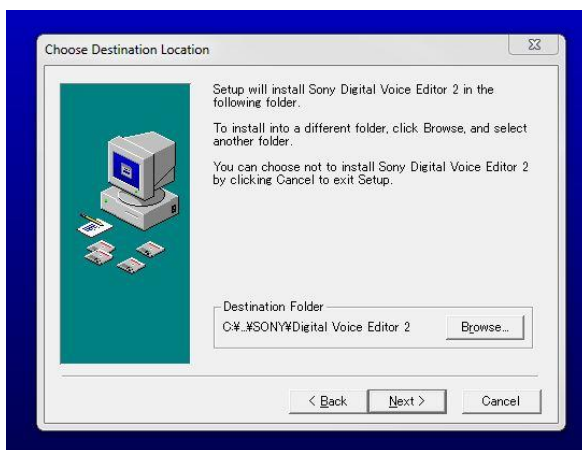 Choose Destination Location
Setup will install Sony Digital Voice Editor 2 in the
following folder.
To install into a different folder, click Browse, and select
another folder.
You can choose not to install Sony Digital Voice Editor 2
by clicking Cancel to exit Setup.
Destination Folder
C:¥..¥SONY¥Digital Voice Editor 2
Browse...
< Back
Next >
Cancel